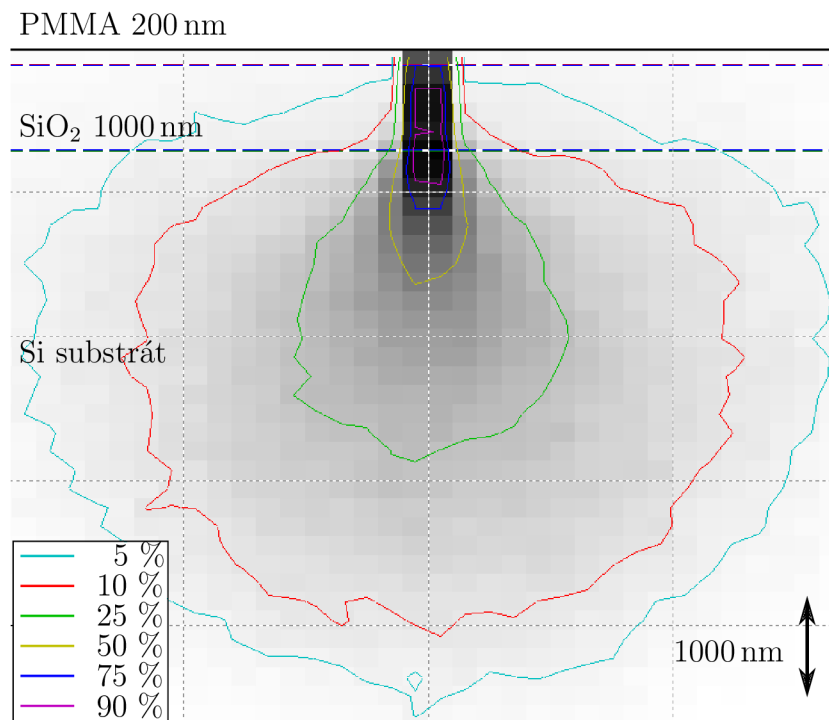 PMMA 200 nm
SiO₂ 1000 nm
Si substrát
5 %
10 %
25 %
50 %
75 %
90 %
1000 nm